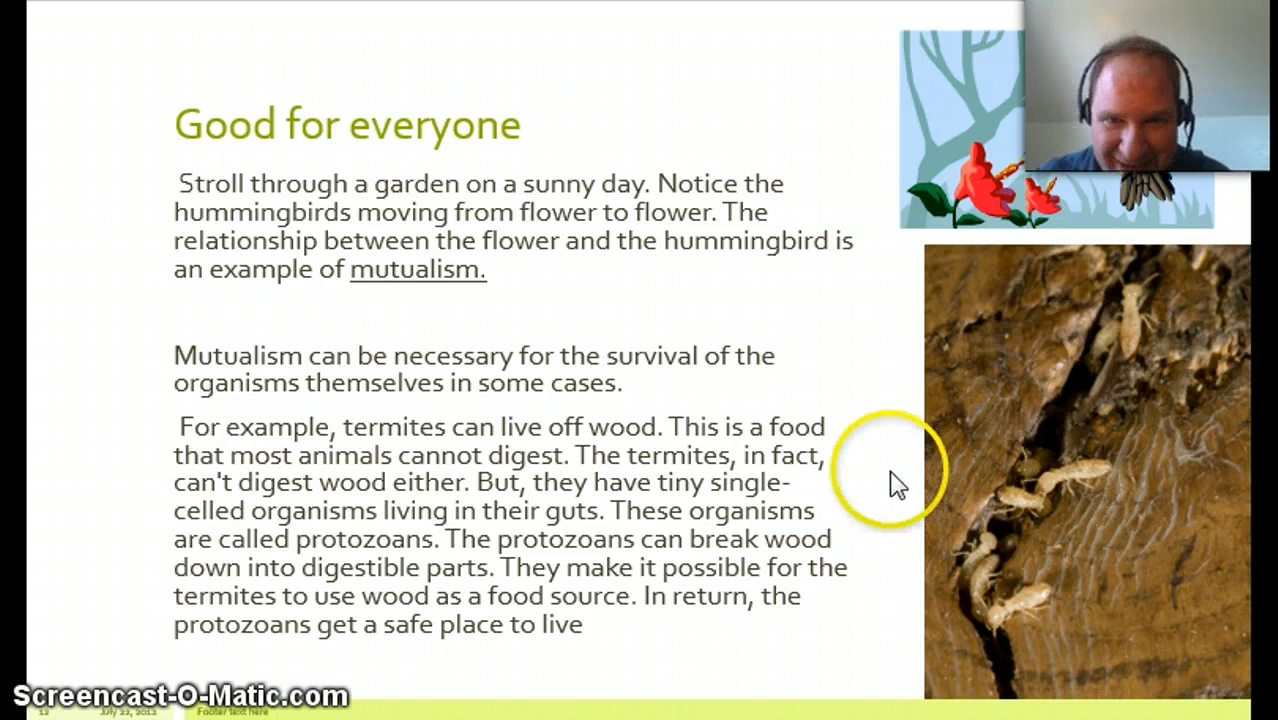 Good for everyone
Stroll through a garden on a sunny day. Notice the
hummingbirds moving from flower to flower. The
relationship between the flower and the hummingbird is
an example of mutualism.
Mutualism can be necessary for the survival of the
organisms themselves in some cases.
For example, termites can live off wood. This is a food
that most animals cannot digest. The termites, in fact,
can't digest wood either. But, they have tiny single-
celled organisms living in their guts. These organisms
are called protozoans. The protozoans can break wood
down into digestible parts. They make it possible for the
termites to use wood as a food source. In return, the
protozoans get a safe place to live
Screencast-O-Matic.com
12 July 22, 2012 Footer text here